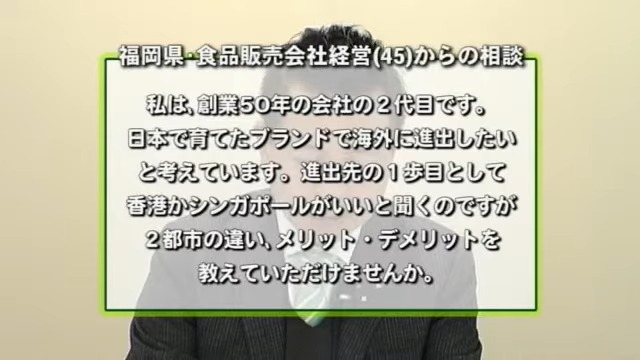 福岡県・食品販売会社経営(45)からの相談
私は、創業50年の会社の2代目です。
日本で育てたブランドで海外に進出したい
と考えています。進出先の1歩目として
香港かシンガポールがいいと聞くのですが
2都市の違い、メリット・デメリットを
教えていただけませんか。